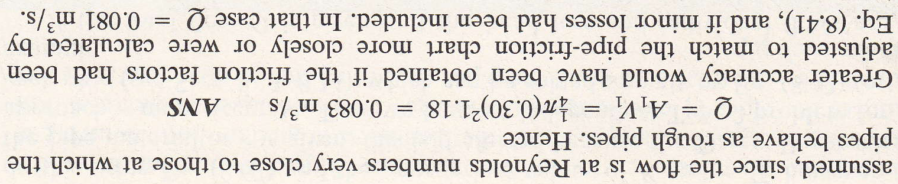 assumed, since the flow is at Reynolds numbers very close to those at which the
pipes behave as rough pipes. Hence
Q = A₁V₁ = ¼π(0.30)²1.18 = 0.083 m³/s ANS
Greater accuracy would have been obtained if the friction factors had been
adjusted to match the pipe-friction chart more closely or were calculated by
Eq. (8.41), and if minor losses had been included. In that case Q = 0.081 m³/s.